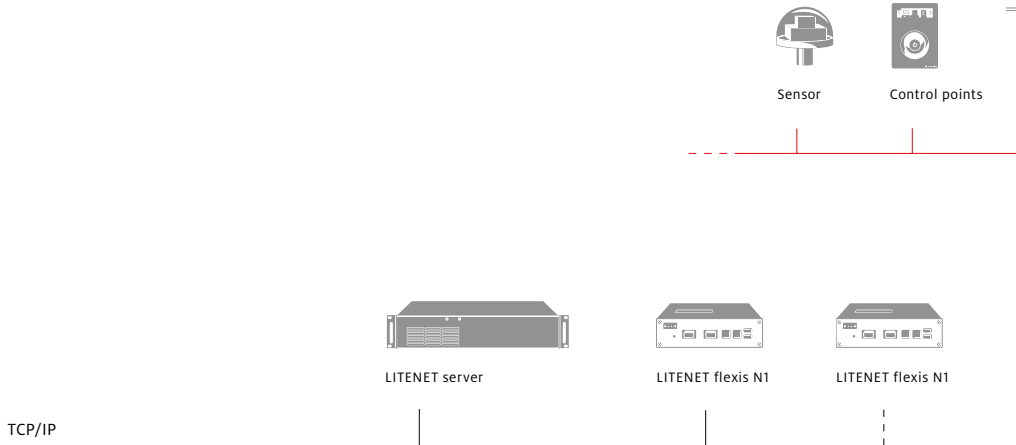 Sensor
Control points
LITENET server
LITENET flexis N1
LITENET flexis N1
TCP/IP